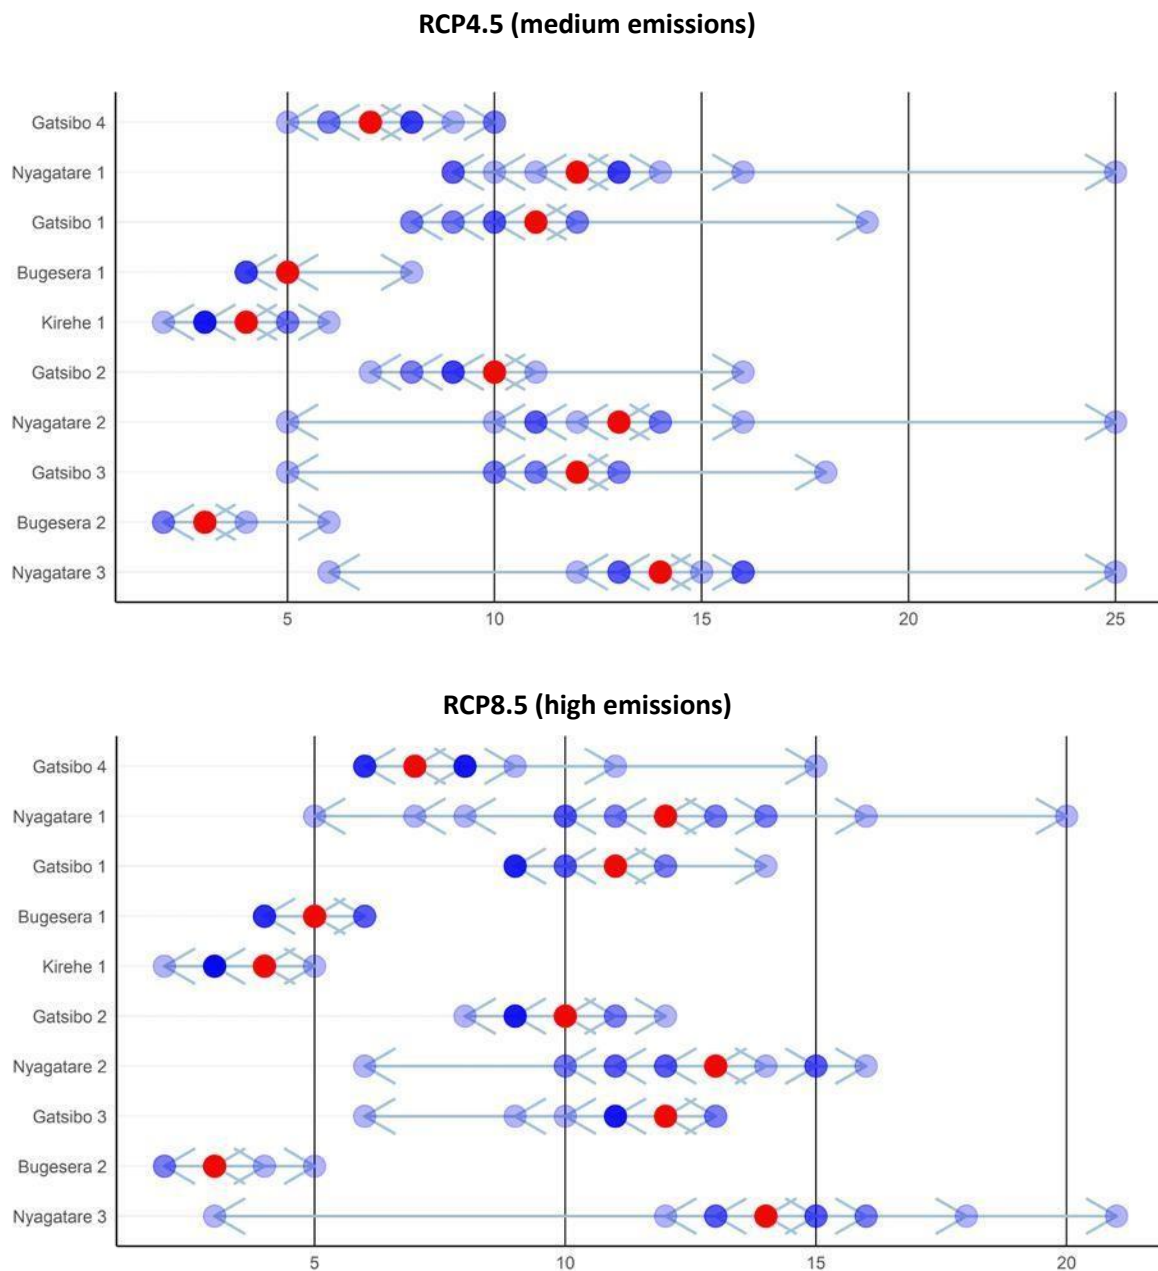 RCP4.5 (medium emissions)
Gatsibo 4
Nyagatare 1
Gatsibo 1
Bugesera 1
Kirehe 1
Gatsibo 2
Nyagatare 2
Gatsibo 3
Bugesera 2
Nyagatare 3
5 10 15 20 25
RCP8.5 (high emissions)
Gatsibo 4
Nyagatare 1
Gatsibo 1
Bugesera 1
Kirehe 1
Gatsibo 2
Nyagatare 2
Gatsibo 3
Bugesera 2
Nyagatare 3
5 10 15 20